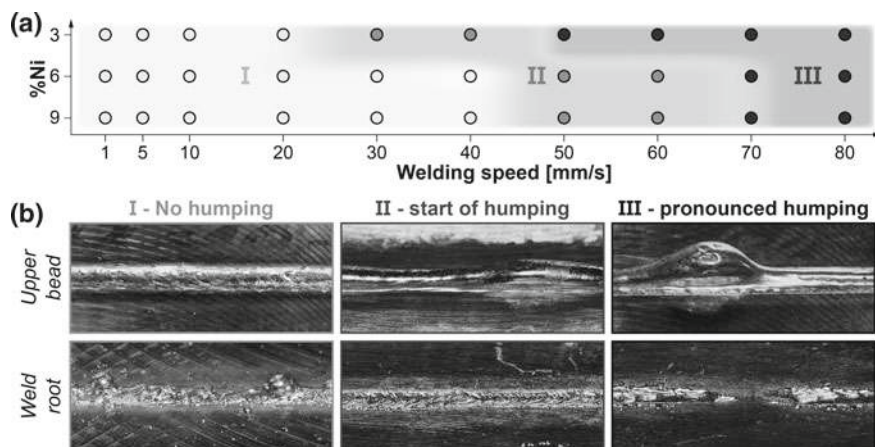 (a)
%Ni
3
6
9
I
II
III
1 5 10 20 30 40 50 60 70 80
Welding speed [mm/s]
(b)
I - No humping
II - start of humping
III - pronounced humping
Upper
bead
Weld
root